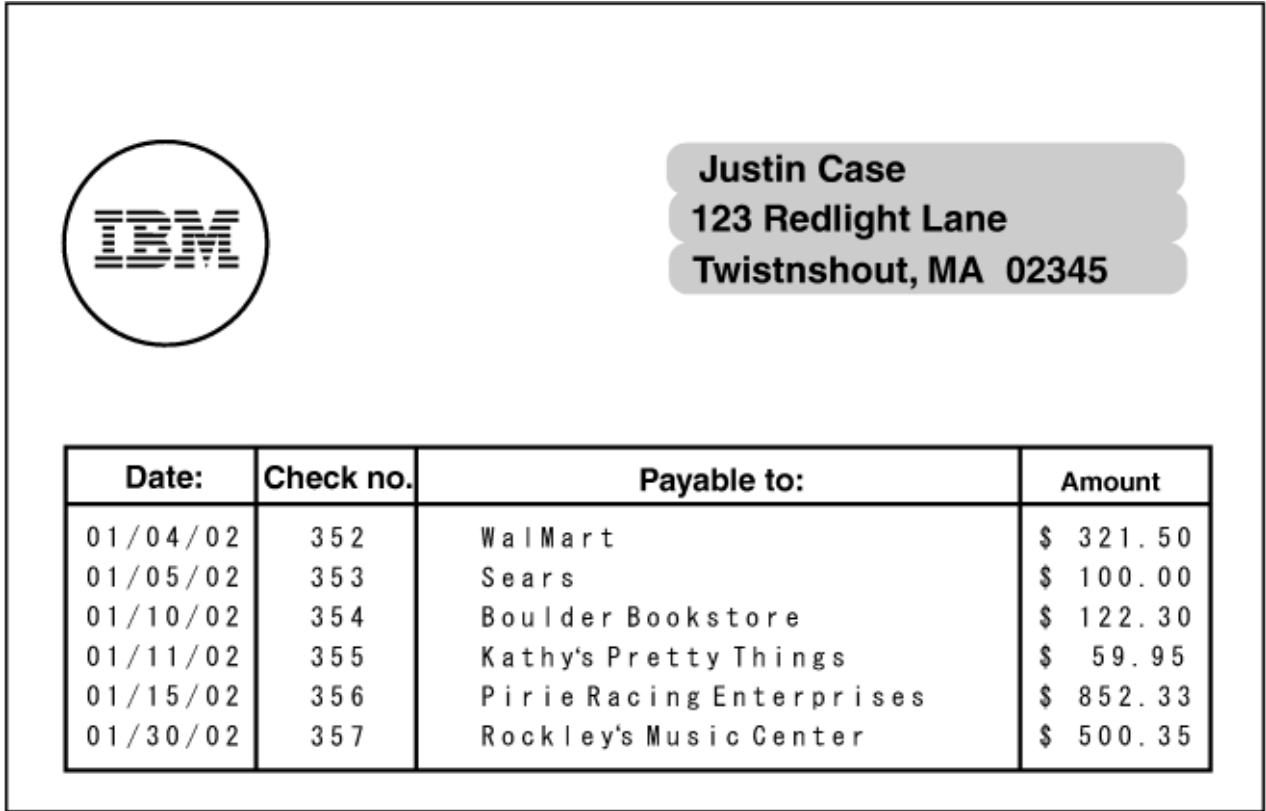 IBM
Justin Case
123 Redlight Lane
Twistnshout, MA 02345
Date: Check no. Payable to: Amount
01/04/02 352 WalMart $ 321.50
01/05/02 353 Sears $ 100.00
01/10/02 354 Boulder Bookstore $ 122.30
01/11/02 355 Kathy‘s Pretty Things $ 59.95
01/15/02 356 Pirie Racing Enterprises $ 852.33
01/30/02 357 Rockley‘s Music Center $ 500.35